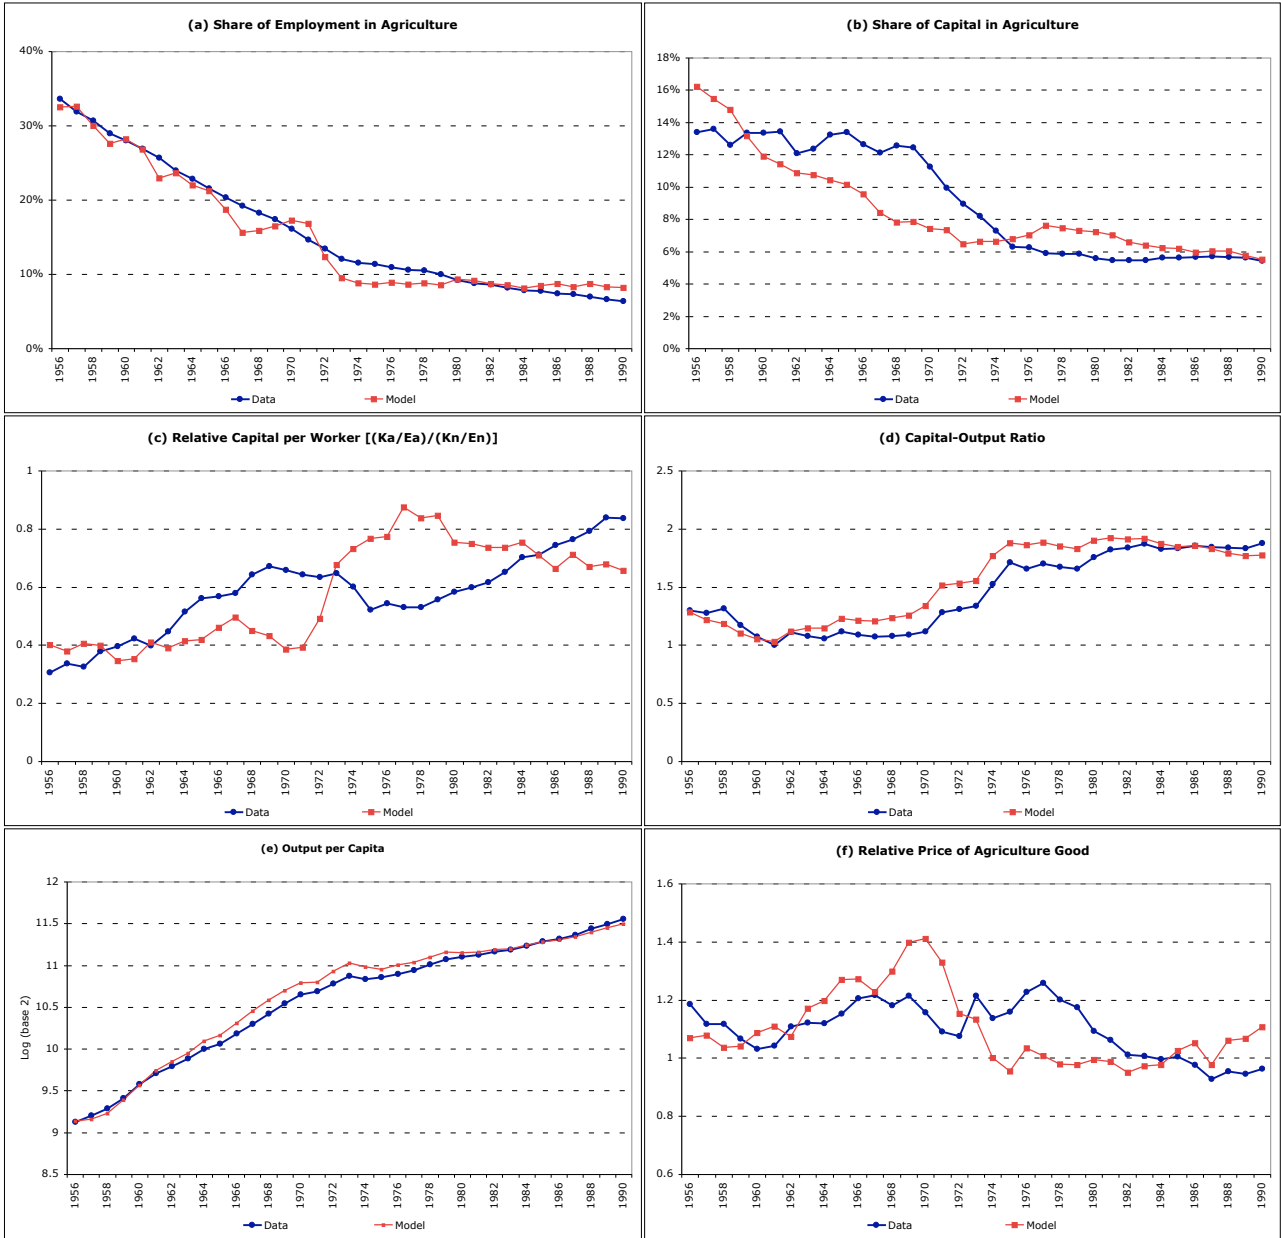 (a) Share of Employment in Agriculture
40%
30%
20%
10%
0%
1956 1958 1960 1962 1964 1966 1968 1970 1972 1974 1976 1978 1980 1982 1984 1986 1988 1990
Data Model
(b) Share of Capital in Agriculture
18%
16%
14%
12%
10%
8%
6%
4%
2%
0%
1956 1958 1960 1962 1964 1966 1968 1970 1972 1974 1976 1978 1980 1982 1984 1986 1988 1990
Data Model
(c) Relative Capital per Worker [(Ka/Ea)/(Kn/En)]
1
0.8
0.6
0.4
0.2
0
1956 1958 1960 1962 1964 1966 1968 1970 1972 1974 1976 1978 1980 1982 1984 1986 1988 1990
Data Model
(d) Capital-Output Ratio
2.5
2
1.5
1
0.5
0
1956 1958 1960 1962 1964 1966 1968 1970 1972 1974 1976 1978 1980 1982 1984 1986 1988 1990
Data Model
(e) Output per Capita
Log (base 2)
12
11.5
11
10.5
10
9.5
9
8.5
1956 1958 1960 1962 1964 1966 1968 1970 1972 1974 1976 1978 1980 1982 1984 1986 1988 1990
Data Model
(f) Relative Price of Agriculture Good
1.6
1.4
1.2
1
0.8
0.6
1956 1958 1960 1962 1964 1966 1968 1970 1972 1974 1976 1978 1980 1982 1984 1986 1988 1990
Data Model